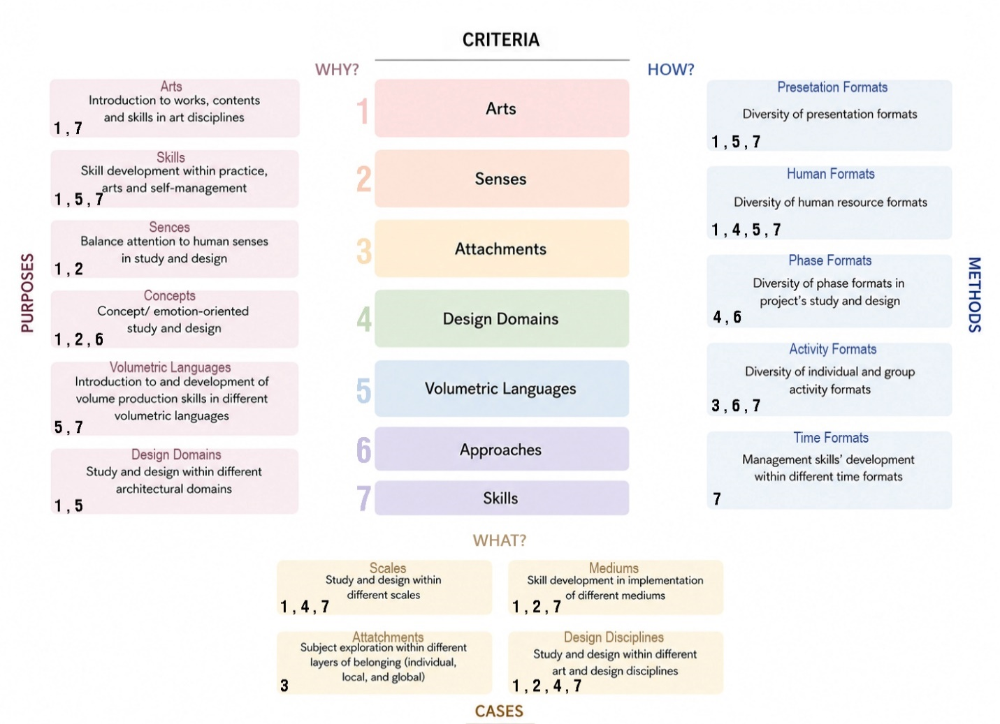 CRITERIA
WHY?
HOW?
PURPOSES
Arts
Introduction to works, contents
and skills in art disciplines
1 , 7
Skills
Skill development within practice,
arts and self-management
1 , 5 , 7
Sences
Balance attention to human senses
in study and design
1 , 2
Concepts
Concept/ emotion-oriented
study and design
1 , 2 , 6
Volumetric Languages
Introduction to and development of
volume production skills in different
volumetric languages
5 , 7
Design Domains
Study and design within different
architectural domains
1 , 5
1
Arts
2
Senses
3
Attachments
4
Design Domains
5
Volumetric Languages
6
Approaches
7
Skills
Presetation Formats
Diversity of presentation formats
1 , 5 , 7
Human Formats
Diversity of human resource formats
1 , 4 , 5 , 7
Phase Formats
Diversity of phase formats in
project's study and design
4 , 6
Activity Formats
Diversity of individual and group
activity formats
3 , 6 , 7
Time Formats
Management skills' development
within different time formats
7
METHODS
WHAT?
Scales
Study and design within
different scales
1 , 4 , 7
Mediums
Skill development in implementation
of different mediums
1 , 2 , 7
Attatchments
Subject exploration within different
layers of belonging (individual,
local, and global)
3
Design Disciplines
Study and design within different
art and design disciplines
1 , 2 , 4 , 7
CASES